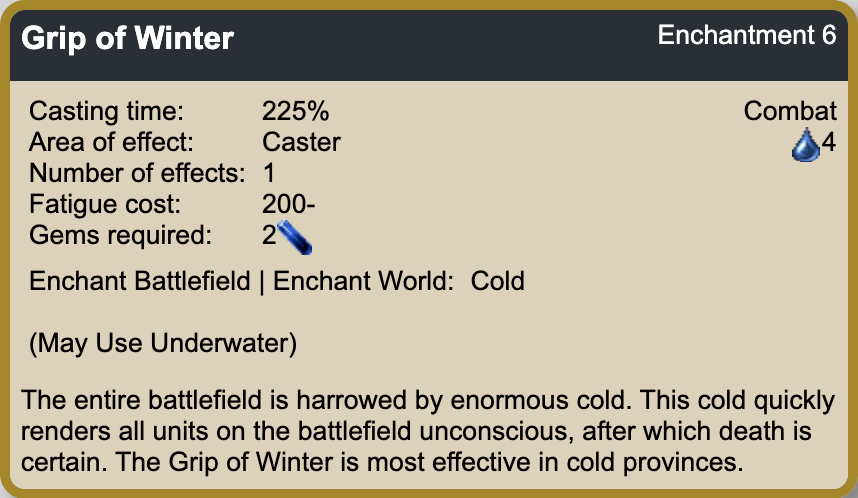 Grip of Winter Enchantment 6
Casting time: 225% Combat
Area of effect: Caster 4
Number of effects: 1
Fatigue cost: 200-
Gems required: 2
Enchant Battlefield | Enchant World: Cold
(May Use Underwater)
The entire battlefield is harrowed by enormous cold. This cold quickly
renders all units on the battlefield unconscious, after which death is
certain. The Grip of Winter is most effective in cold provinces.